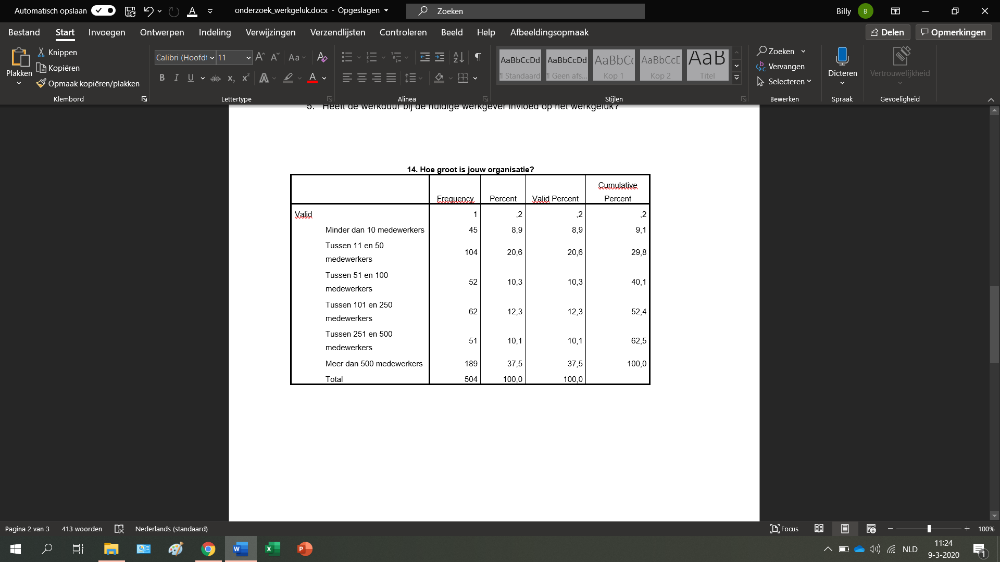 Automatisch opslaan
onderzoek_werkgeluk.docx - Opgeslagen
Zoeken
Billy
B
Bestand Start Invoegen Ontwerpen Indeling Verwijzingen Verzendlijsten Controleren Beeld Help Afbeeldingsopmaak
Delen
Opmerkingen
Plakken
Knippen
Kopiëren
Opmaak kopiëren/plakken
Klembord
Calibri (Hoofdt 11
Lettertype
Alinea
AaBbCcDd AaBbCcDd AaBbCc AaBbCcE AaB
¶ Standaard ¶ Geen afs... Kop 1 Kop 2 Titel
Stijlen
Zoeken
Vervangen
Selecteren
Bewerken
Dicteren
Spraak
Vertrouwelijkheid
Gevoeligheid
5. Heeft de werkduur bij de huidige werkgever invloed op het werkgeluk?
14. Hoe groot is jouw organisatie?
Frequency Percent Valid Percent Cumulative Percent
Valid 1 ,2 ,2 ,2
Minder dan 10 medewerkers 45 8,9 8,9 9,1
Tussen 11 en 50
medewerkers 104 20,6 20,6 29,8
Tussen 51 en 100
medewerkers 52 10,3 10,3 40,1
Tussen 101 en 250
medewerkers 62 12,3 12,3 52,4
Tussen 251 en 500
medewerkers 51 10,1 10,1 62,5
Meer dan 500 medewerkers 189 37,5 37,5 100,0
Total 504 100,0 100,0
Pagina 2 van 3 413 woorden Nederlands (standaard)
Focus
100%
NLD
11:24
9-3-2020
1